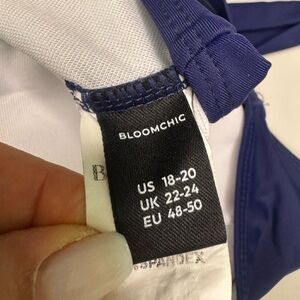 BLOOMCHIC
US 18-20
UK 22-24
EU 48-50
SPANDEX